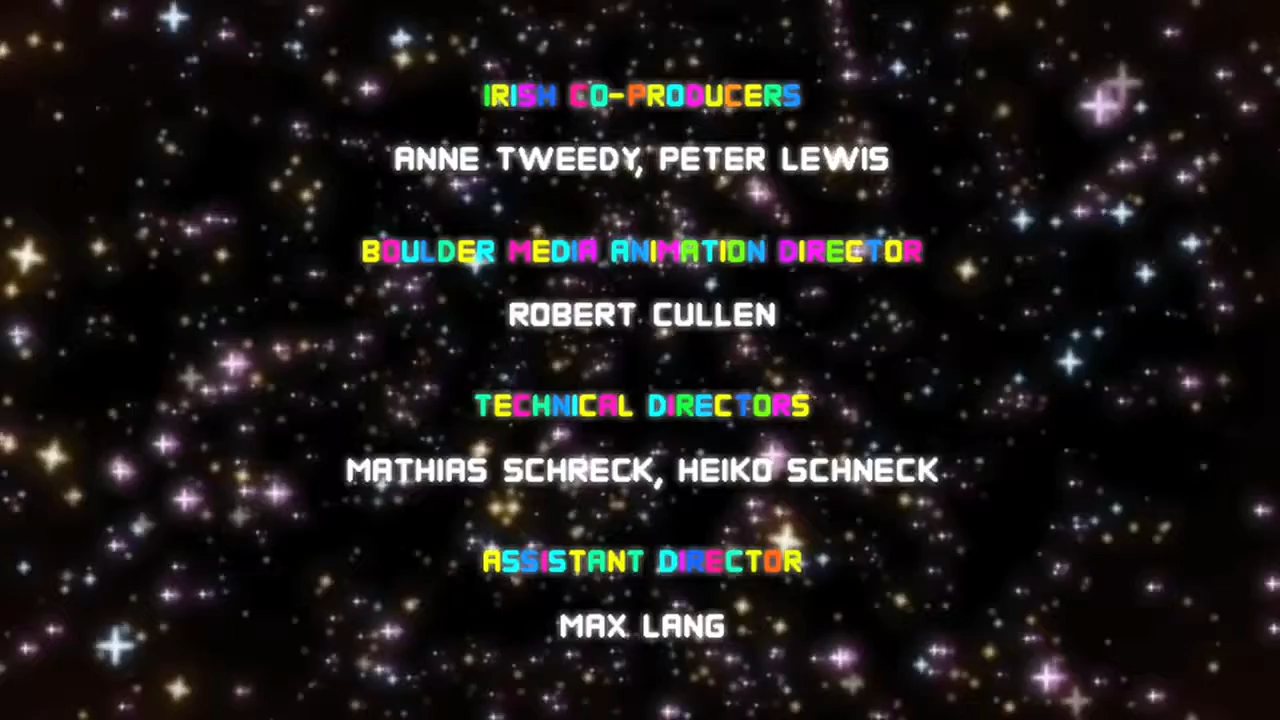 IRISH CO-PRODUCERS
ANNE TWEEDY, PETER LEWIS
BOULDER MEDIA ANIMATION DIRECTOR
ROBERT CULLEN
TECHNICAL DIRECTORS
MATHIAS SCHRECK, HEIKO SCHNECK
ASSISTANT DIRECTOR
MAX LANG